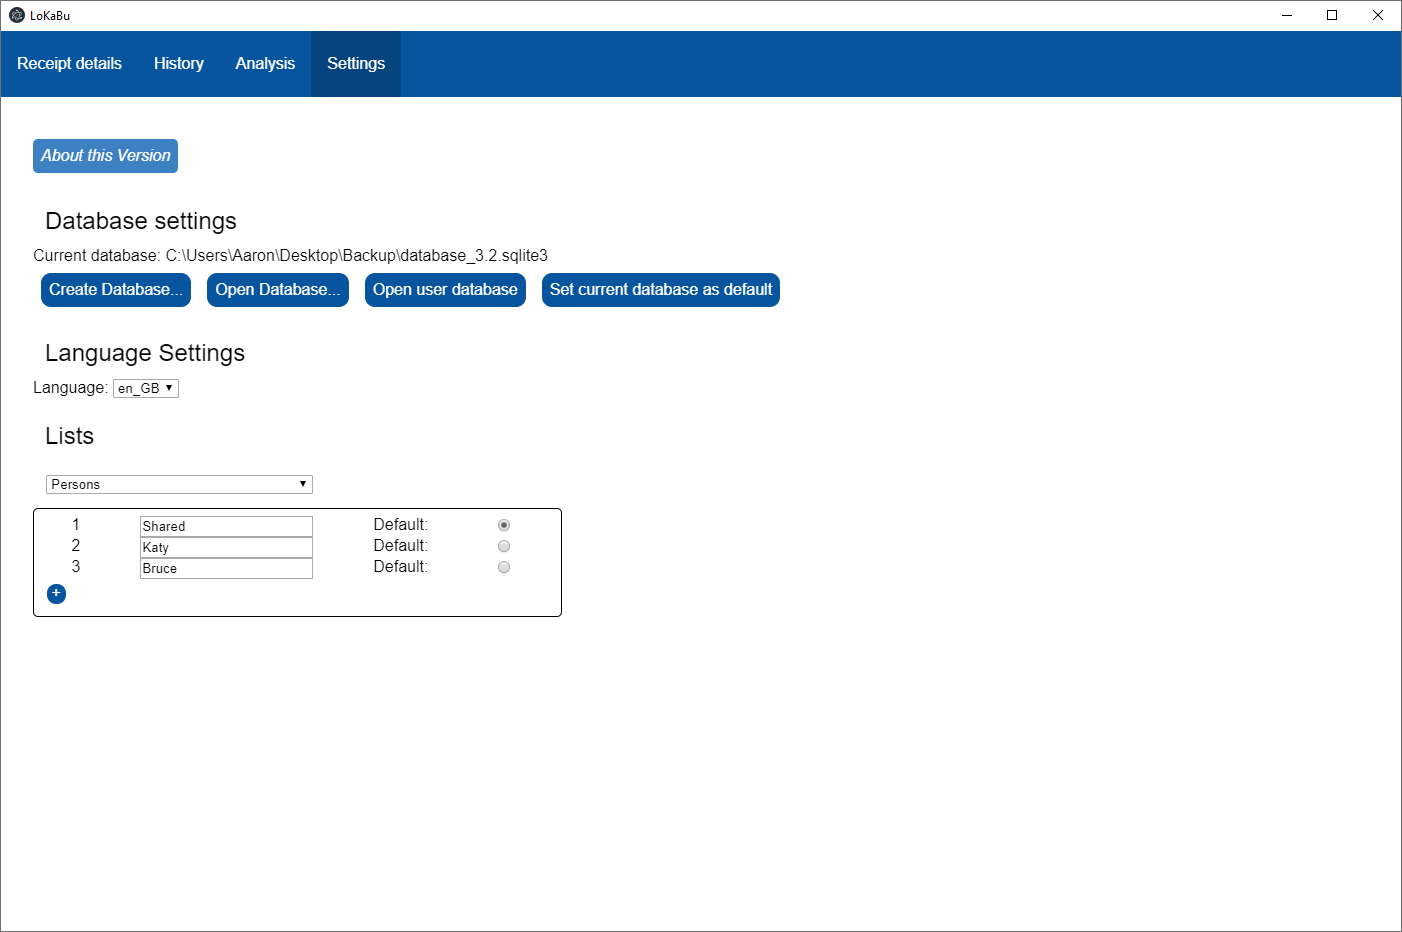 LoKaBu
Receipt details History Analysis Settings
About this Version
Database settings
Current database: C:\Users\Aaron\Desktop\Backup\database_3.2.sqlite3
Create Database... Open Database... Open user database Set current database as default
Language Settings
Language: en_GB
Lists
Persons
1 Shared Default:
2 Katy Default:
3 Bruce Default:
+